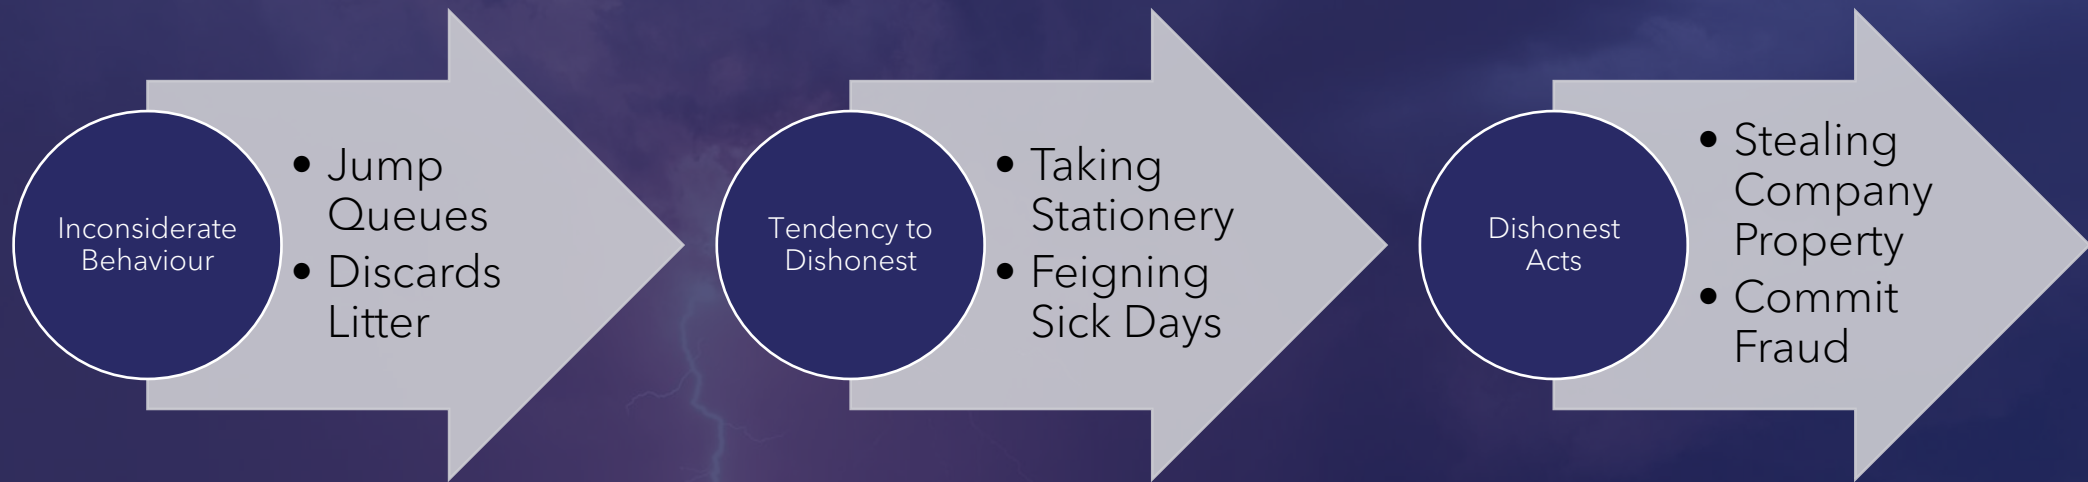 Inconsiderate
Behaviour
• Jump
Queues
• Discards
Litter
Tendency to
Dishonest
• Taking
Stationery
• Feigning
Sick Days
Dishonest
Acts
• Stealing
Company
Property
• Commit
Fraud